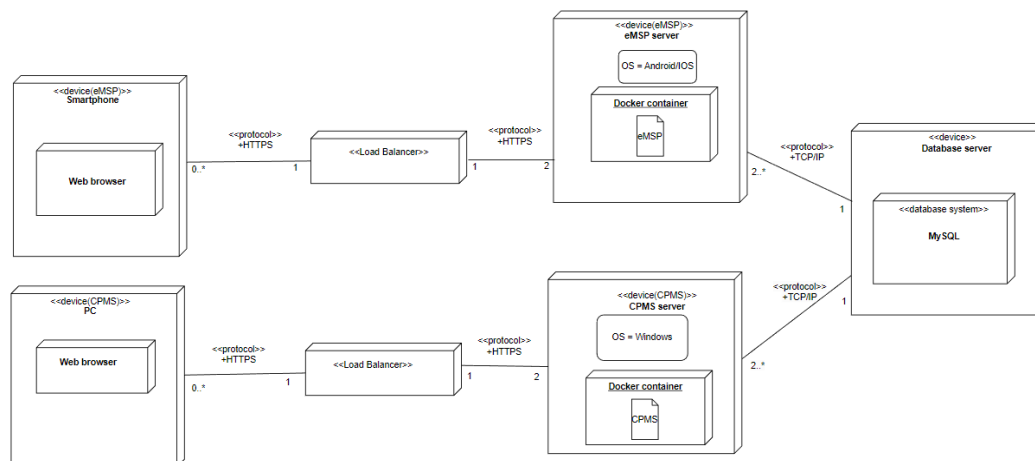 <<device(eMSP)>>
Smartphone
Web browser
<<protocol>>
+HTTPS
0..*
1
<<Load Balancer>>
<<protocol>>
+HTTPS
1
2
<<device(eMSP)>>
eMSP server
OS = Android/IOS
Docker container
eMSP
<<protocol>>
+TCP/IP
2..*
1
<<device>>
Database server
<<database system>>
MySQL
<<device(CPMS)>>
PC
Web browser
<<protocol>>
+HTTPS
0..*
1
<<Load Balancer>>
<<protocol>>
+HTTPS
1
2
<<device(CPMS)>>
CPMS server
OS = Windows
Docker container
CPMS
<<protocol>>
+TCP/IP
2..*
1